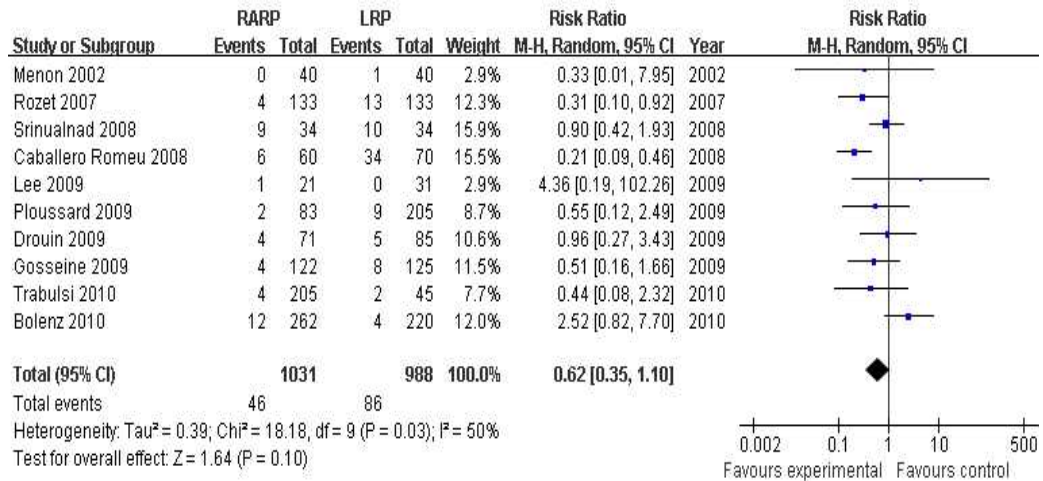 RARP LRP Risk Ratio Risk Ratio
Study or Subgroup Events Total Events Total Weight M-H, Random, 95% CI Year M-H, Random, 95% CI
Menon 2002 0 40 1 40 2.9% 0.33 [0.01, 7.95] 2002
Rozet 2007 4 133 13 133 12.3% 0.31 [0.10, 0.92] 2007
Srinualnad 2008 9 34 10 34 15.9% 0.90 [0.42, 1.93] 2008
Caballero Romeu 2008 6 60 34 70 15.5% 0.21 [0.09, 0.46] 2008
Lee 2009 1 21 0 31 2.9% 4.36 [0.19, 102.26] 2009
Ploussard 2009 2 83 9 205 8.7% 0.55 [0.12, 2.49] 2009
Drouin 2009 4 71 5 85 10.6% 0.96 [0.27, 3.43] 2009
Gosseine 2009 4 122 8 125 11.5% 0.51 [0.16, 1.66] 2009
Trabulsi 2010 4 205 2 45 7.7% 0.44 [0.08, 2.32] 2010
Bolenz 2010 12 262 4 220 12.0% 2.52 [0.82, 7.70] 2010
Total (95% CI) 1031 988 100.0% 0.62 [0.35, 1.10]
Total events 46 86
Heterogeneity: Tau² = 0.39; Chi² = 18.18, df = 9 (P = 0.03); I² = 50%
Test for overall effect: Z = 1.64 (P = 0.10)
0.002 0.1 1 10 500
Favours experimental Favours control